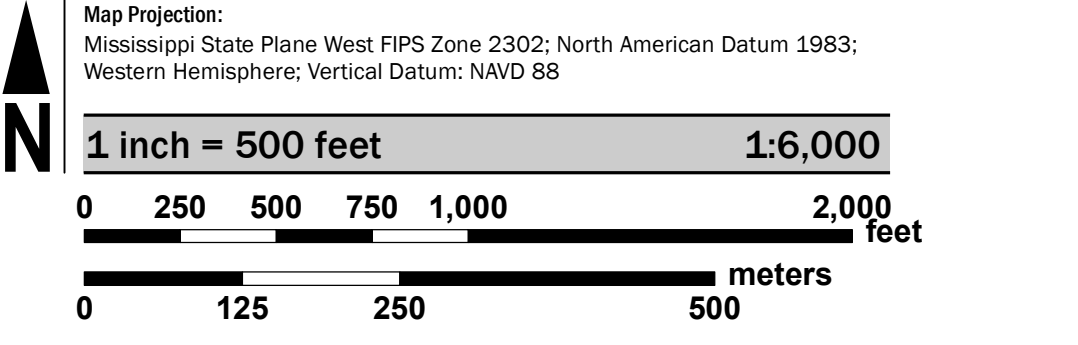 N
Map Projection:
Mississippi State Plane West FIPS Zone 2302; North American Datum 1983;
Western Hemisphere; Vertical Datum: NAVD 88
1 inch = 500 feet 1:6,000
0 250 500 750 1,000 2,000
feet
meters
0 125 250 500